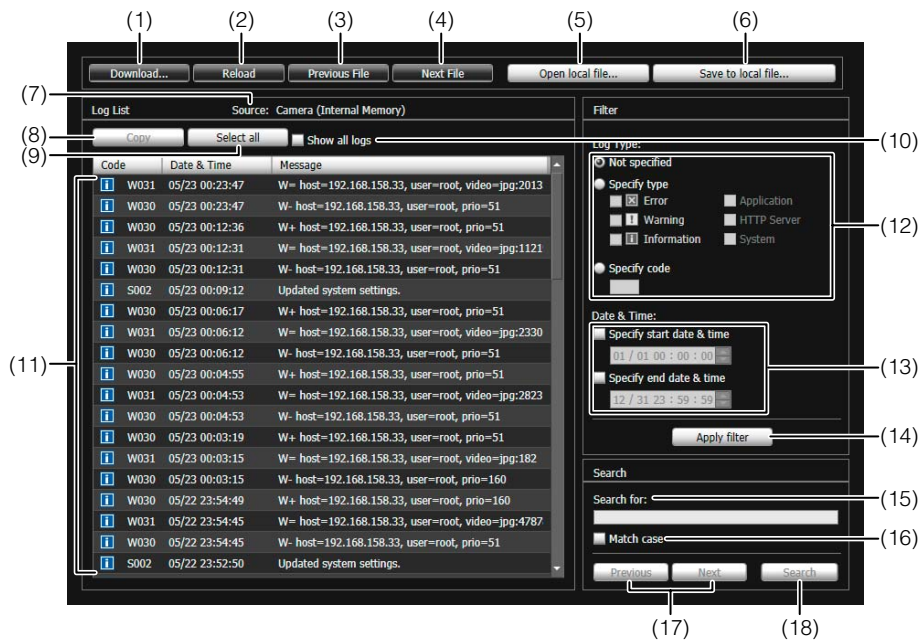 (1) (2) (3) (4) (5) (6)
Download... Reload Previous File Next File Open local file... Save to local file...
(7) Log List Source: Camera (Internal Memory)
(8) Copy Select all Show all logs (10)
(9)
Code Date & Time Message
W031 05/23 00:23:47 W= host=192.168.158.33, user=root, video=jpg:2013
W030 05/23 00:23:47 W- host=192.168.158.33, user=root, prio=51
W030 05/23 00:12:36 W+ host=192.168.158.33, user=root, prio=51
W031 05/23 00:12:31 W= host=192.168.158.33, user=root, video=jpg:1121
W030 05/23 00:12:31 W- host=192.168.158.33, user=root, prio=51
S002 05/23 00:09:12 Updated system settings.
W030 05/23 00:06:17 W+ host=192.168.158.33, user=root, prio=51
W031 05/23 00:06:12 W= host=192.168.158.33, user=root, video=jpg:2330
W030 05/23 00:06:12 W- host=192.168.158.33, user=root, prio=51
W030 05/23 00:04:55 W+ host=192.168.158.33, user=root, prio=51
W031 05/23 00:04:53 W= host=192.168.158.33, user=root, video=jpg:2823
W030 05/23 00:04:53 W- host=192.168.158.33, user=root, prio=51
W030 05/23 00:03:19 W+ host=192.168.158.33, user=root, prio=51
W031 05/23 00:03:15 W= host=192.168.158.33, user=root, video=jpg:182
W030 05/23 00:03:15 W- host=192.168.158.33, user=root, prio=160
W030 05/22 23:54:49 W+ host=192.168.158.33, user=root, prio=160
W031 05/22 23:54:45 W= host=192.168.158.33, user=root, video=jpg:4787
W030 05/22 23:54:45 W- host=192.168.158.33, user=root, prio=51
S002 05/22 23:52:50 Updated system settings.
(11)
Filter
Log Type:
Not specified
Specify type
Error Application
Warning HTTP Server
Information System
(12)
Specify code
Date & Time:
Specify start date & time
01 / 01 00 : 00 : 00
(13)
Specify end date & time
12 / 31 23 : 59 : 59
Apply filter (14)
Search
Search for: (15)
Match case (16)
Previous Next Search
(17) (18)